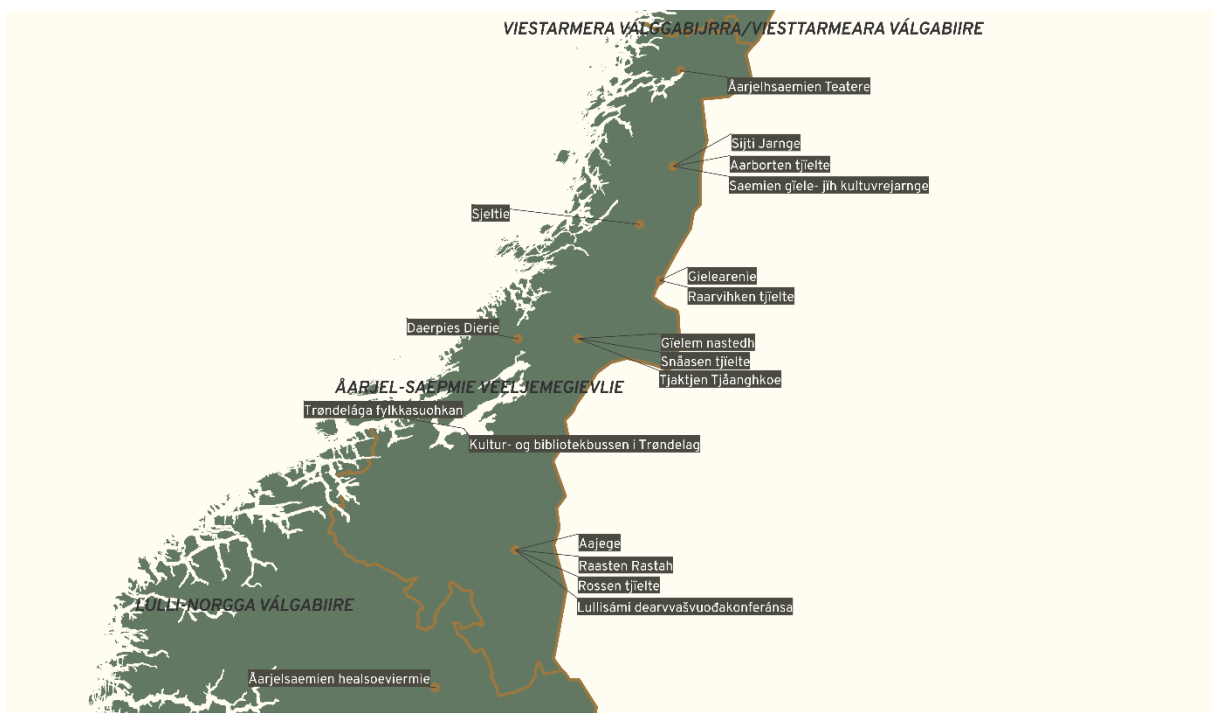 VIESTARMERA VALGGABIJRRA/VIESTTARMEARA VÁLGABIIRE
Åarjelhsaemien Teatere
Sijti Jarnge
Aarborten tjïelte
Saemien gïele- jïh kultuvrejarnge
Sjeltie
Gielearenie
Raarvihken tjïelte
Daerpies Dierie
Gïelem nastedh
Snåasen tjïelte
Tjaktjen Tjåanghkoe
ÅARJEL-SAEPMIE VEELJEMEGIEVLIE
Trøndelága fylkkasuohkan
Kultur- og bibliotekbussen i Trøndelag
Aajege
Raasten Rastah
Rossen tjïelte
Lullisámi dearvvašvuođakonferánsa
LULLI-NORGGA VÁLGABIIRE
Åarjelsaemien healsoeviermie